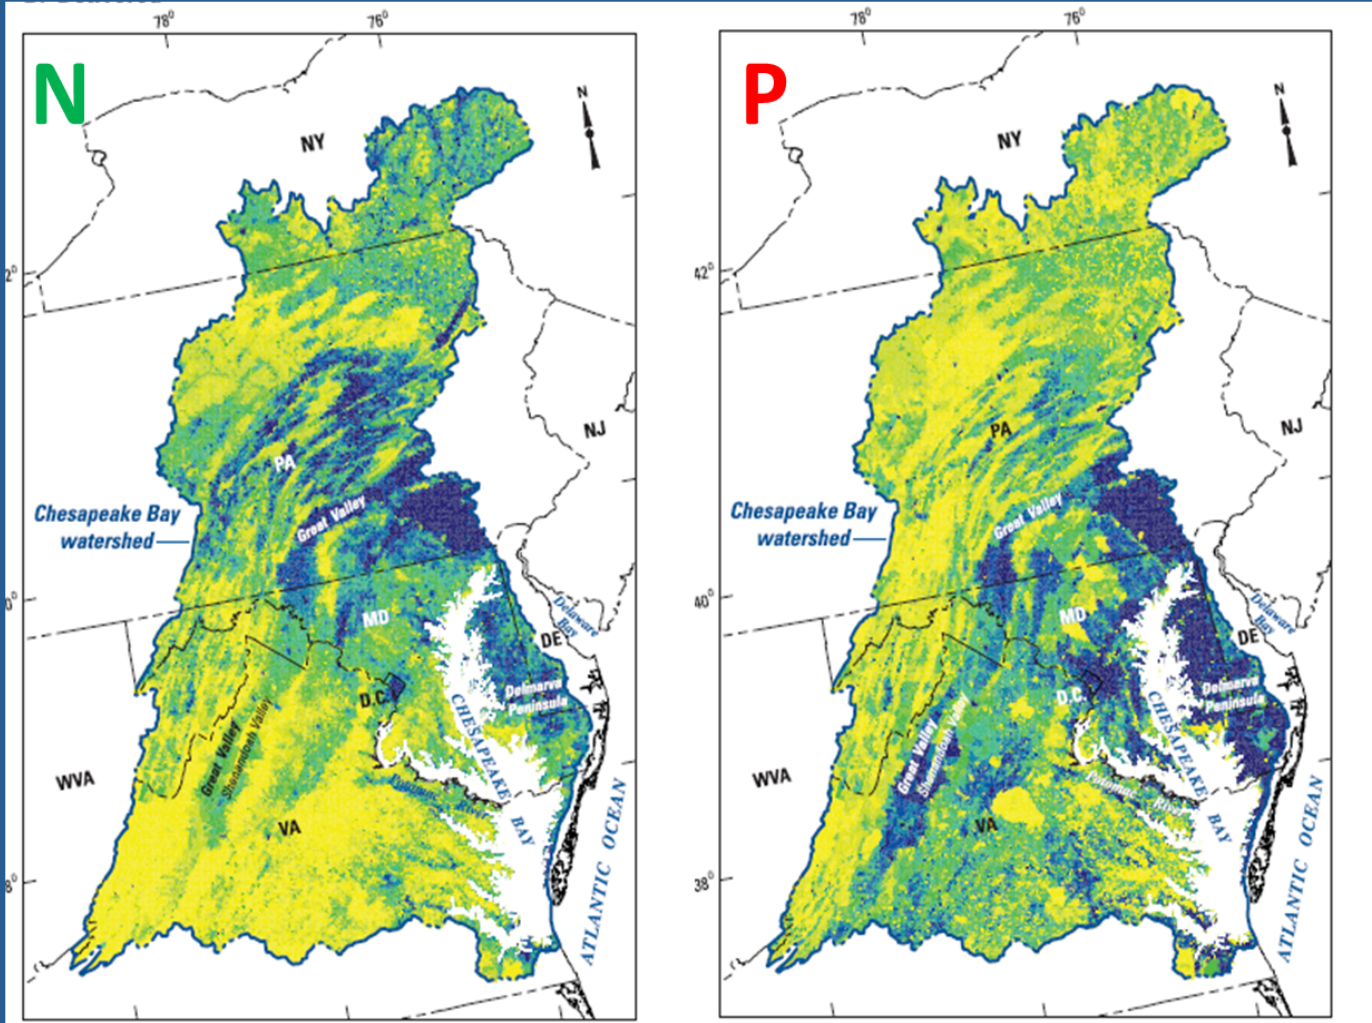 78°
76°
N
N
NY
PA
NJ
Great Valley
Chesapeake Bay
watershed
MD
Delaware
Bay
DE
D.C.
Delmarva
Peninsula
CHESAPEAKE BAY
Great Valley
Shenandoah Valley
WVA
VA
ATLANTIC OCEAN
78°
76°
P
N
NY
42°
PA
NJ
Great Valley
Chesapeake Bay
watershed
40°
MD
Delaware
Bay
DE
D.C.
Delmarva
Peninsula
CHESAPEAKE BAY
Great Valley
Shenandoah Valley
WVA
Potomac River
VA
38°
ATLANTIC OCEAN